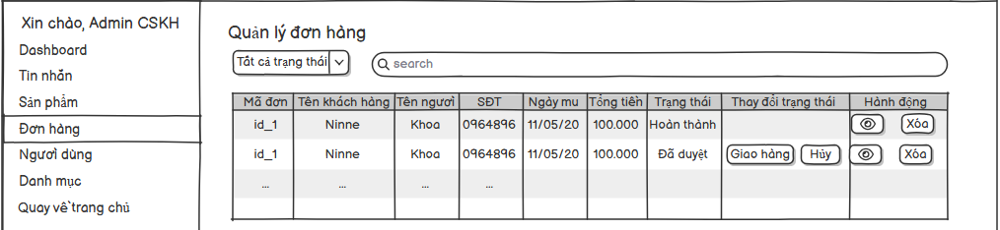 Xin chào, Admin CSKH
Dashboard
Tin nhắn
Sản phẩm
Đơn hàng
Người dùng
Danh mục
Quay về trang chủ
Quản lý đơn hàng
Tất cả trạng thái
search
Mã đơn Tên khách hàng Tên người SĐT Ngày mu Tổng tiền Trạng thái Thay đổi trạng thái Hành động
id_1 Ninne Khoa 0964896 11/05/20 100.000 Hoàn thành Xóa
id_1 Ninne Khoa 0964896 11/05/20 100.000 Đã duyệt Giao hàng Hủy Xóa
... ... ... ...